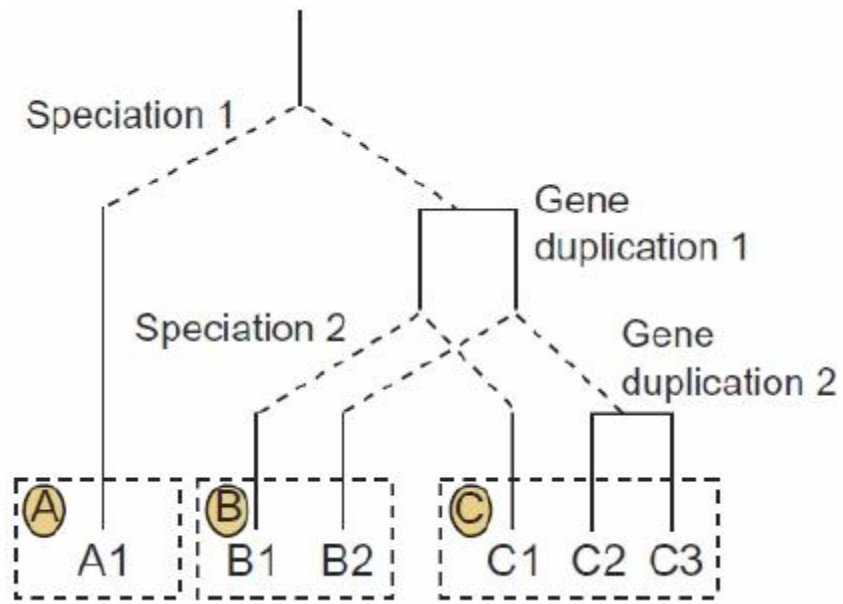 Speciation 1
Gene
duplication 1
Speciation 2
Gene
duplication 2
A
B
C
A1
B1
B2
C1
C2
C3